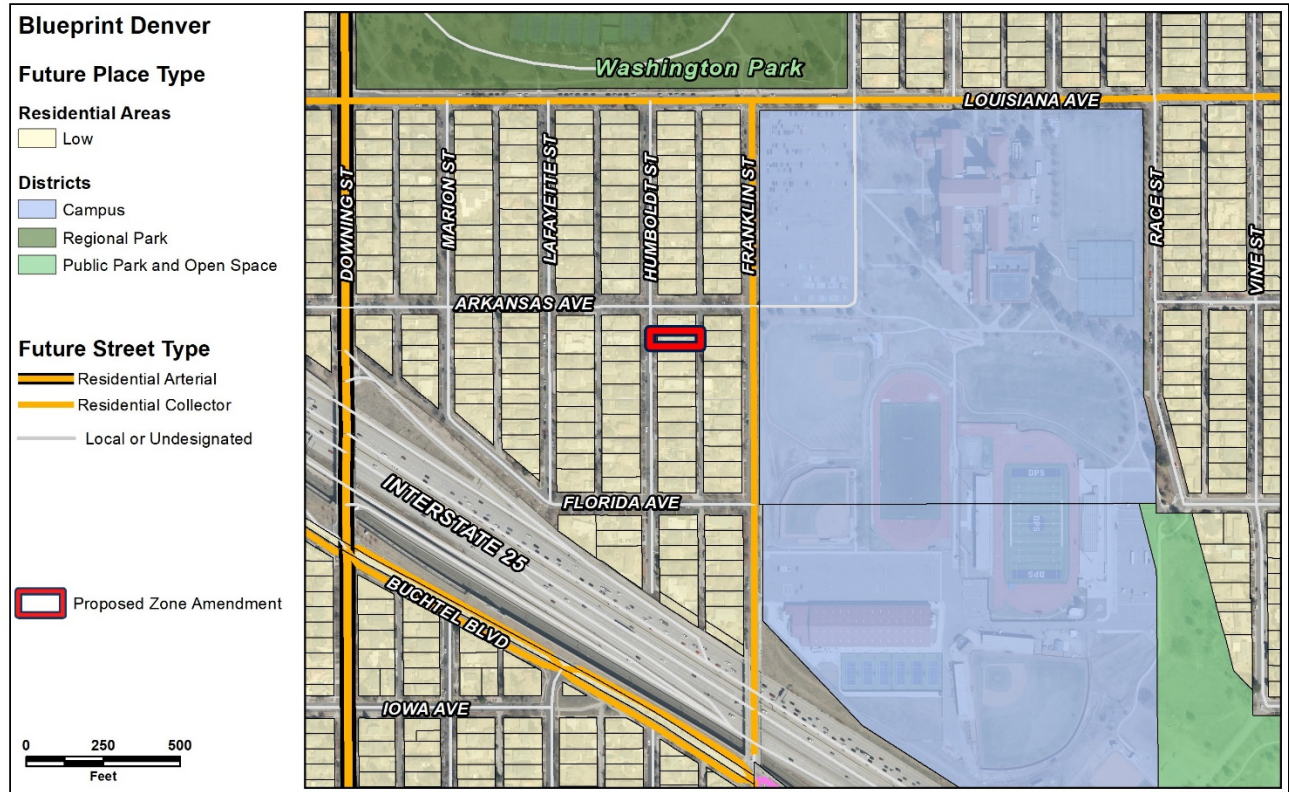 Blueprint Denver
Future Place Type
Residential Areas
Low
Districts
Campus
Regional Park
Public Park and Open Space
Future Street Type
Residential Arterial
Residential Collector
Local or Undesignated
Proposed Zone Amendment
0 250 500
Feet
Washington Park
LOUISIANA AVE
DOWNING ST
MARION ST
LAFAYETTE ST
HUMBOLDT ST
FRANKLIN ST
RACE ST
VINE ST
ARKANSAS AVE
FLORIDA AVE
INTERSTATE 25
BUCHTEL BLVD
IOWA AVE
DPS
DPS